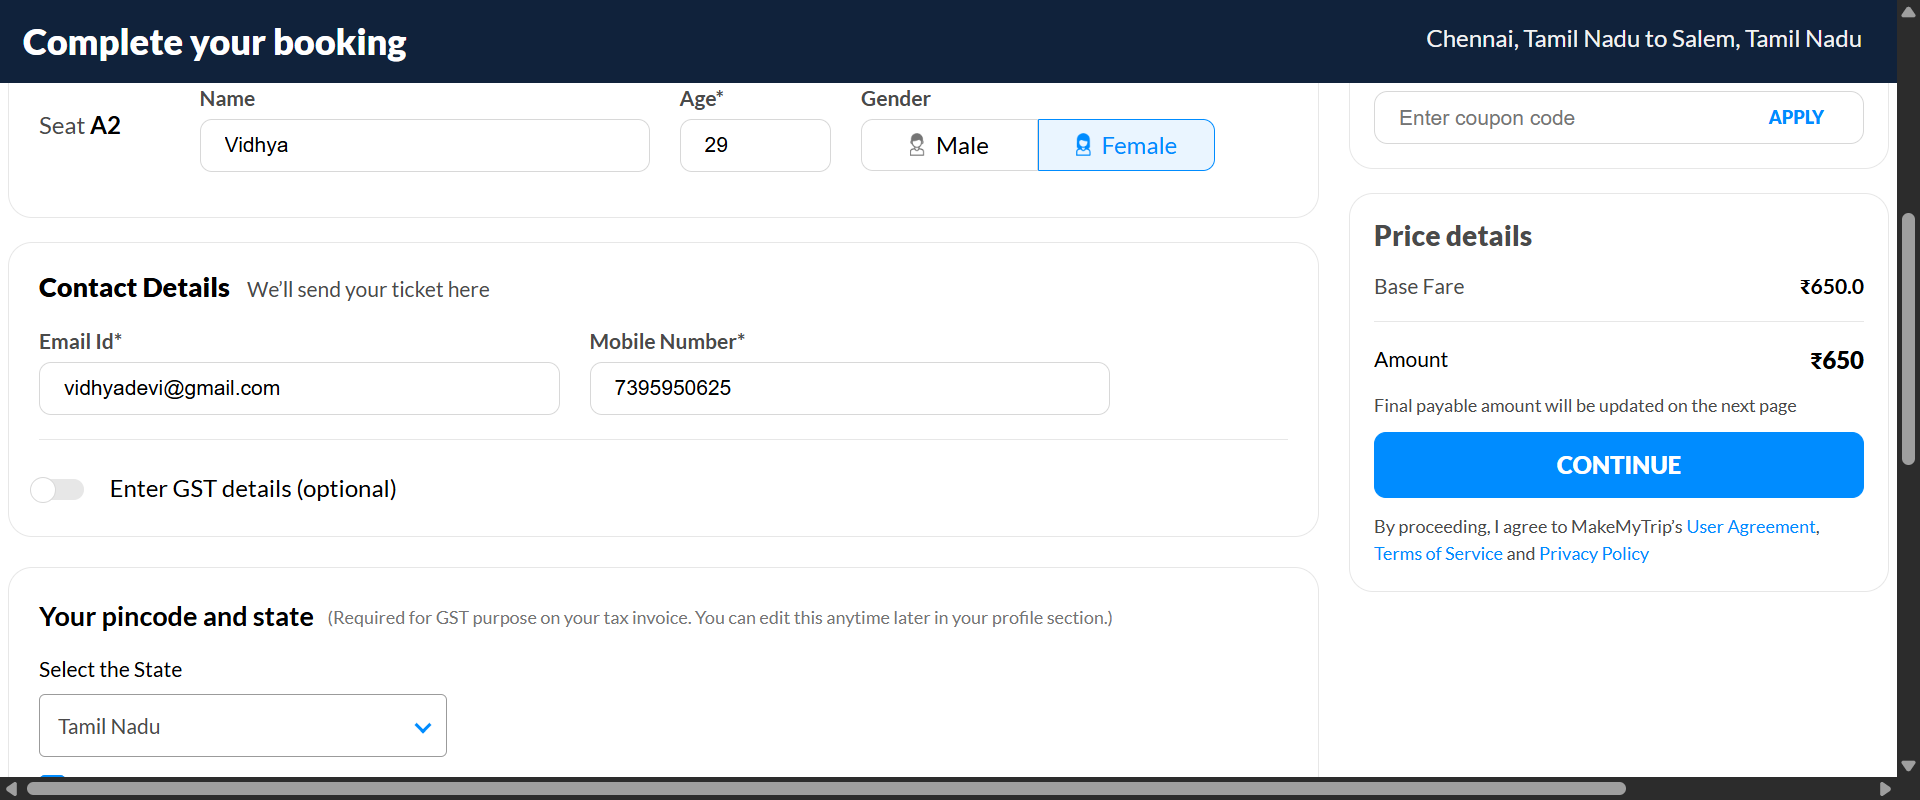 Complete your booking
Chennai, Tamil Nadu to Salem, Tamil Nadu
Seat A2
Name
Vidhya
Age*
29
Gender
Male
Female
Contact Details We'll send your ticket here
Email Id*
vidhyadevi@gmail.com
Mobile Number*
7395950625
Enter GST details (optional)
Your pincode and state (Required for GST purpose on your tax invoice. You can edit this anytime later in your profile section.)
Select the State
Tamil Nadu
Enter coupon code APPLY
Price details
Base Fare ₹650.0
Amount ₹650
Final payable amount will be updated on the next page
CONTINUE
By proceeding, I agree to MakeMyTrip's User Agreement,
Terms of Service and Privacy Policy